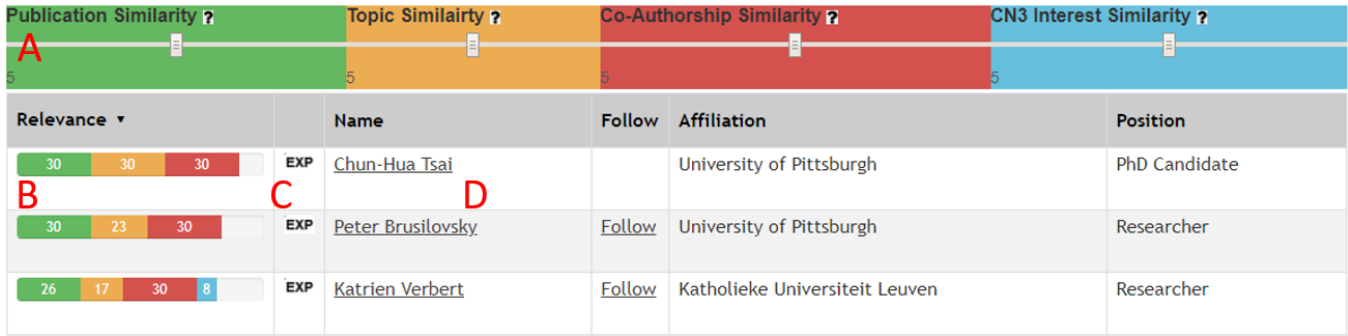 Publication Similarity ? Topic Similairty ? Co-Authorship Similarity ? CN3 Interest Similarity ?
A
5 5 5 5
Relevance ▼ Name Follow Affiliation Position
30 30 30 EXP Chun-Hua Tsai University of Pittsburgh PhD Candidate
B C D
30 23 30 EXP Peter Brusilovsky Follow University of Pittsburgh Researcher
26 17 30 8 EXP Katrien Verbert Follow Katholieke Universiteit Leuven Researcher